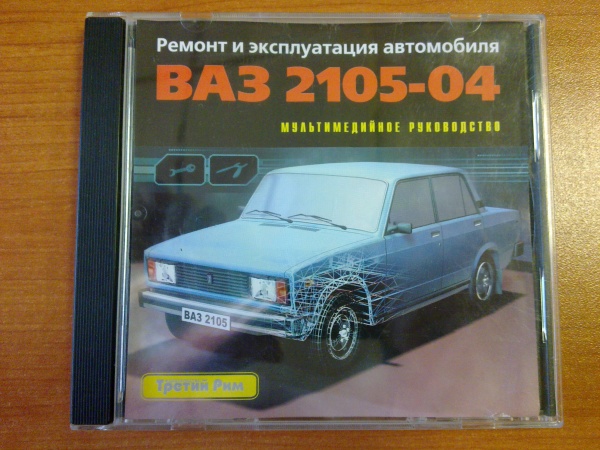 Ремонт и эксплуатация автомобиля
ВАЗ 2105-04
МУЛЬТИМЕДИЙНОЕ РУКОВОДСТВО
ВАЗ 2105
Третий Рим